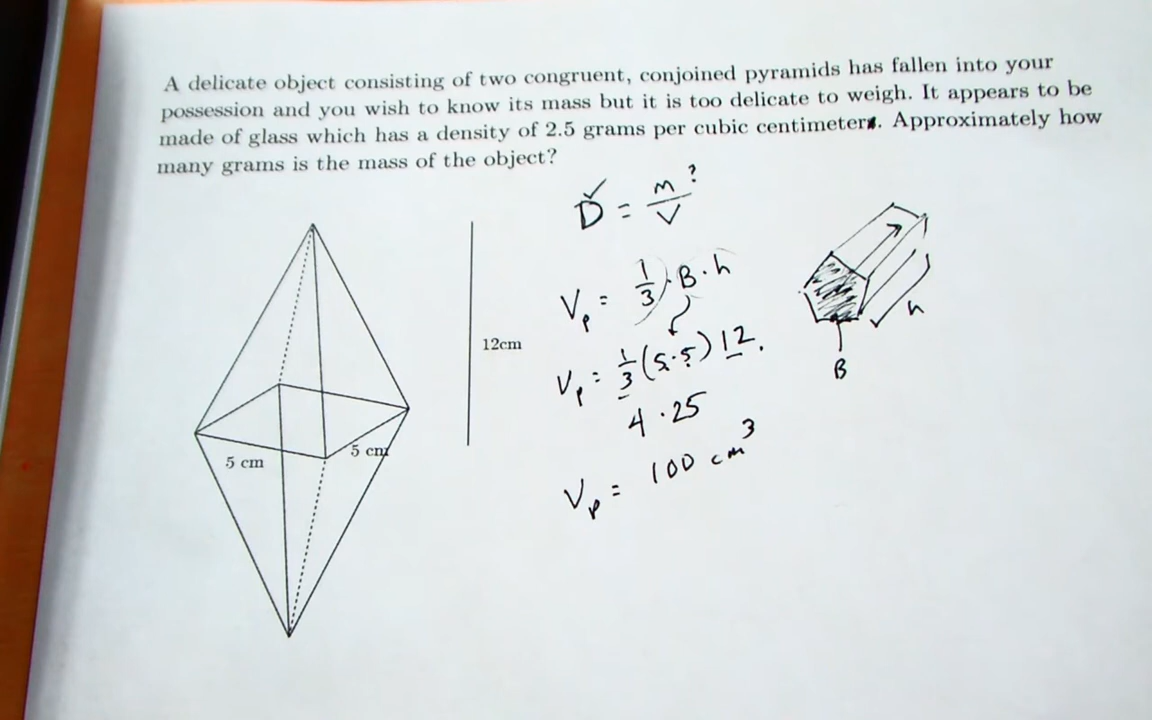 A delicate object consisting of two congruent, conjoined pyramids has fallen into your
possession and you wish to know its mass but it is too delicate to weigh. It appears to be
made of glass which has a density of 2.5 grams per cubic centimeter. Approximately how
many grams is the mass of the object?
D = m/V ?
Vp = 1/3 · B · h
12cm
Vp = 1/3 (5·5) 12.
4 · 25
5 cm
5 cm
Vp = 100 cm³
h
B